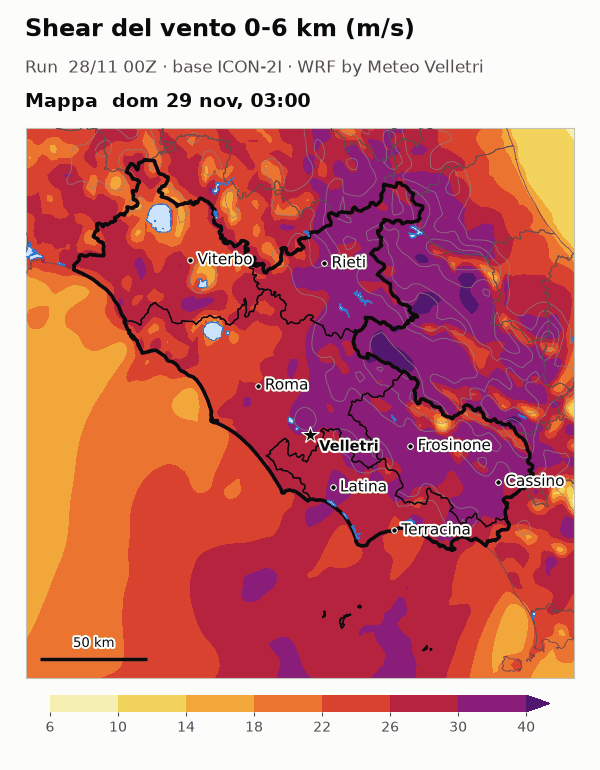 Shear del vento 0-6 km (m/s)
Run  28/11 00Z · base ICON-2I · WRF by Meteo Velletri
Mappa  dom 29 nov, 03:00
Viterbo
Rieti
Roma
Velletri
Frosinone
Latina
Cassino
Terracina
50 km
6 10 14 18 22 26 30 40